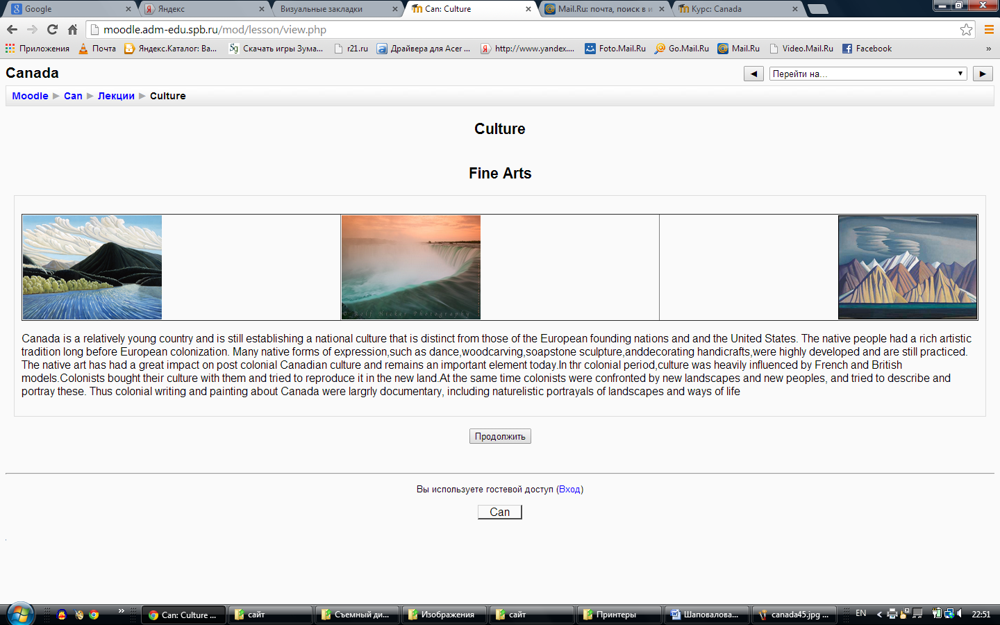 Google
Яндекс
Визуальные закладки
Can: Culture
Mail.Ru: почта, поиск в и
Курс: Canada
moodle.adm-edu.spb.ru/mod/lesson/view.php
Приложения
Почта
Яндекс.Каталог: Ва...
Скачать игры Зума...
r21.ru
Драйвера для Acer ...
http://www.yandex....
Foto.Mail.Ru
Go.Mail.Ru
Mail.Ru
Video.Mail.Ru
Facebook
»
Canada
◄
Перейти на...
►
Moodle ► Can ► Лекции ► Culture
Culture
Fine Arts
© Rolf Hicker Photography
Canada is a relatively young country and is still establishing a national culture that is distinct from those of the European founding nations and and the United States. The native people had a rich artistic
tradition long before European colonization. Many native forms of expression,such as dance,woodcarving,soapstone sculpture,anddecorating handicrafts,were highly developed and are still practiced.
The native art has had a great impact on post colonial Canadian culture and remains an important element today.In thr colonial period,culture was heavily influenced by French and British
models.Colonists bought their culture with them and tried to reproduce it in the new land.At the same time colonists were confronted by new landscapes and new peoples, and tried to describe and
portray these. Thus colonial writing and painting about Canada were largrly documentary, including naturelistic portrayals of landscapes and ways of life
Продолжить
Вы используете гостевой доступ (Вход)
Can
.
»
Can: Culture ...
сайт
Съемный ди...
Изображения
сайт
Принтеры
Шаповалова...
canada45.jpg ...
EN
22:51